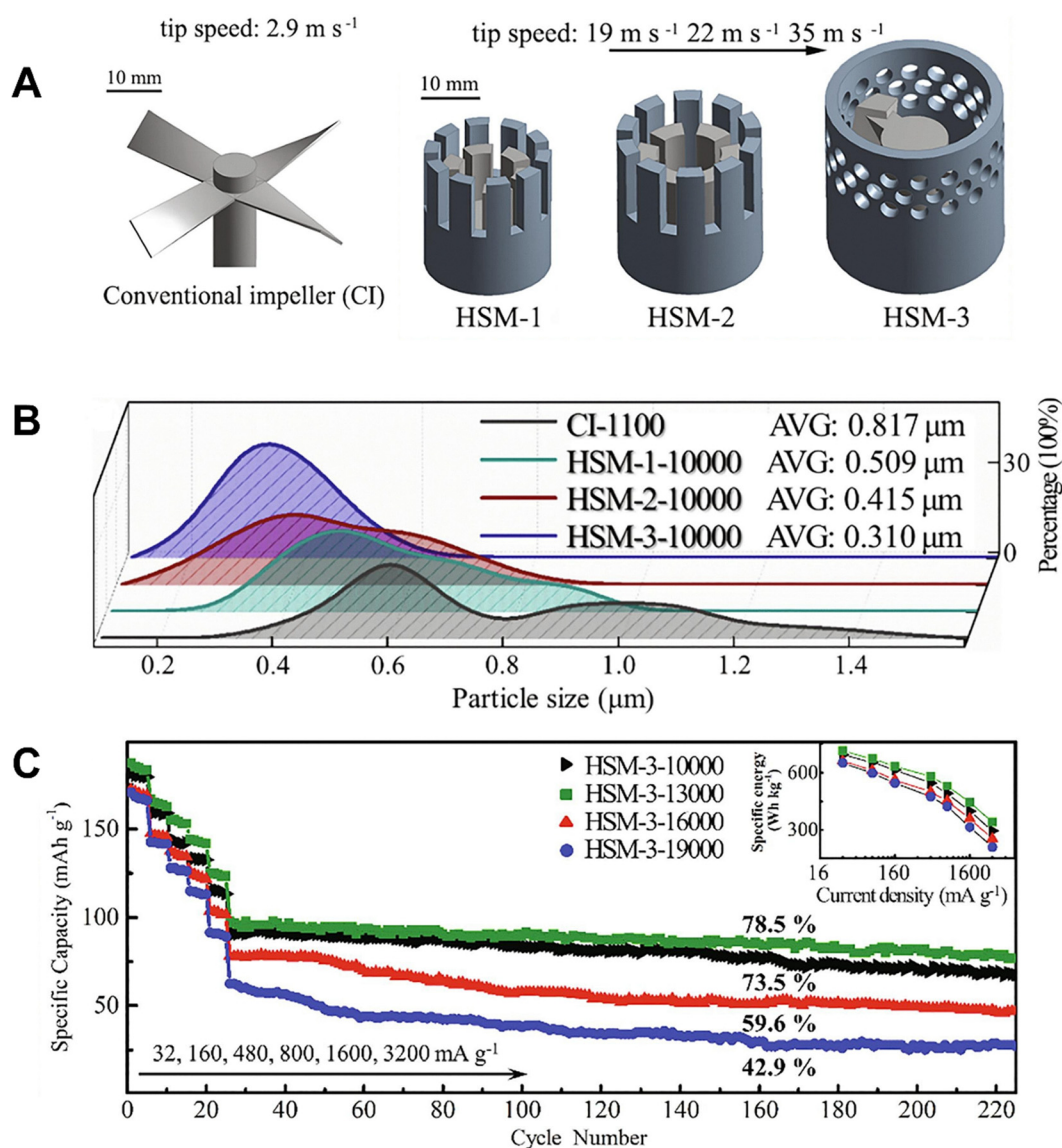 A
tip speed: 2.9 m s⁻¹
tip speed: 19 m s⁻¹ 22 m s⁻¹ 35 m s⁻¹
10 mm
10 mm
Conventional impeller (CI)
HSM-1
HSM-2
HSM-3
B
CI-1100 AVG: 0.817 μm
HSM-1-10000 AVG: 0.509 μm
HSM-2-10000 AVG: 0.415 μm
HSM-3-10000 AVG: 0.310 μm
30
0
Percentage (100%)
0.2 0.4 0.6 0.8 1.0 1.2 1.4
Particle size (μm)
C
Specific Capacity (mAh g⁻¹)
150
100
50
HSM-3-10000
HSM-3-13000
HSM-3-16000
HSM-3-19000
Specific energy
(Wh kg⁻¹)
600
300
16 160 1600
Current density (mA g⁻¹)
78.5 %
73.5 %
59.6 %
42.9 %
32, 160, 480, 800, 1600, 3200 mA g⁻¹
0 20 40 60 80 100 120 140 160 180 200 220
Cycle Number